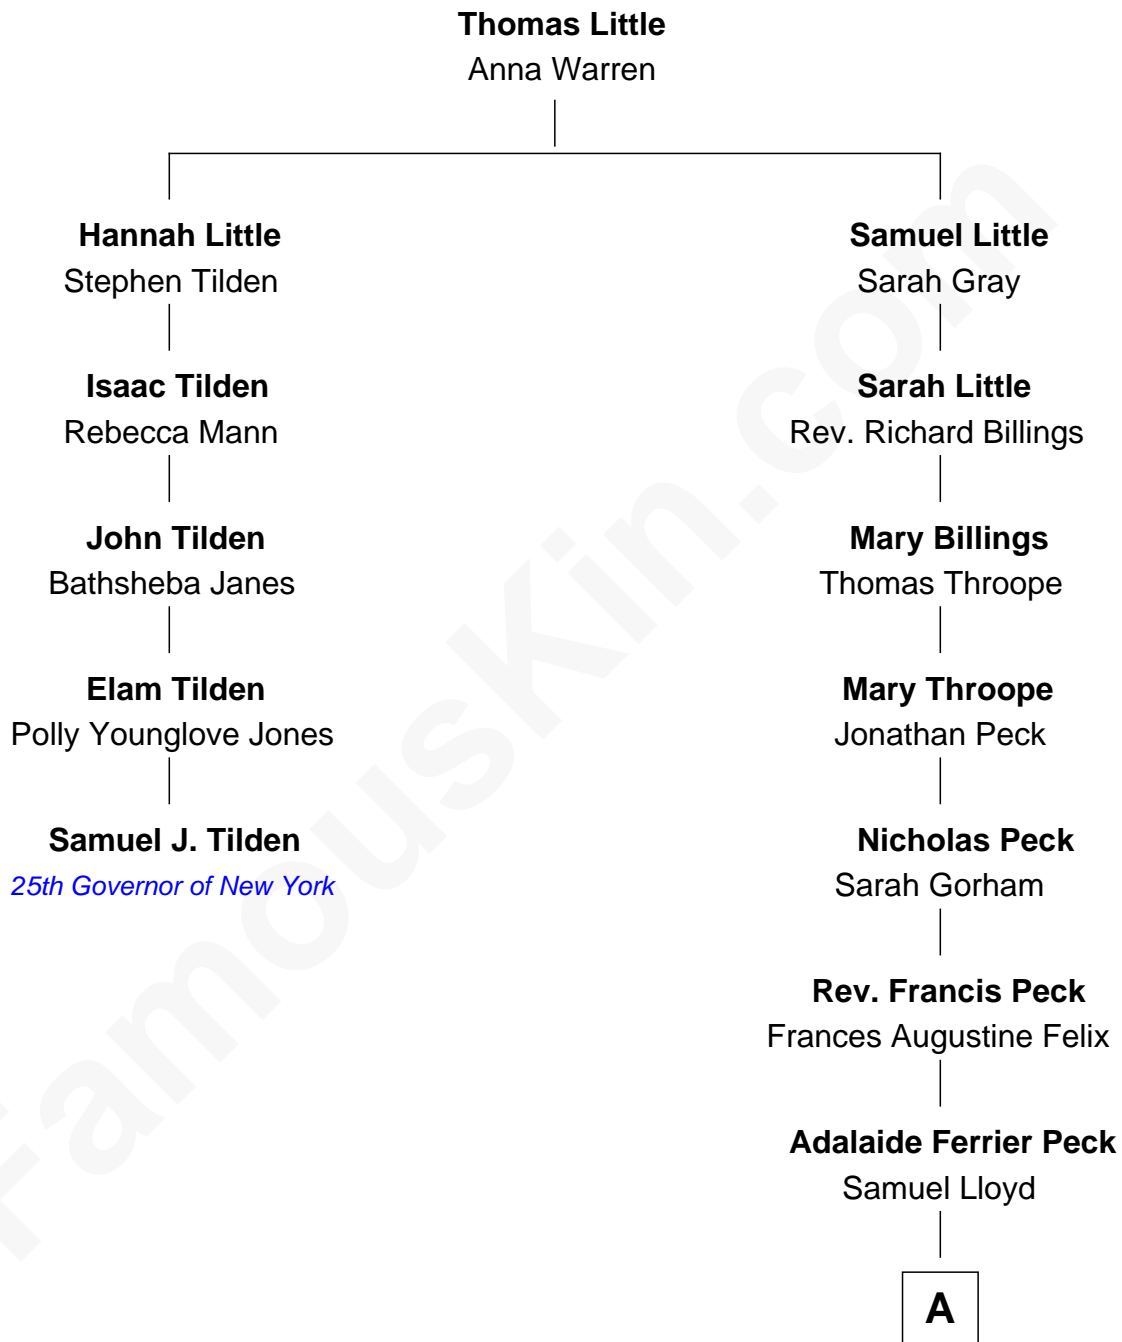 Thomas Little
Anna Warren
Hannah Little
Stephen Tilden
Samuel Little
Sarah Gray
Isaac Tilden
Rebecca Mann
Sarah Little
Rev. Richard Billings
John Tilden
Bathsheba Janes
Mary Billings
Thomas Throope
Elam Tilden
Polly Younglove Jones
Mary Throope
Jonathan Peck
Samuel J. Tilden
25th Governor of New York
Nicholas Peck
Sarah Gorham
Rev. Francis Peck
Frances Augustine Felix
Adalaide Ferrier Peck
Samuel Lloyd
A
FamousKin.com